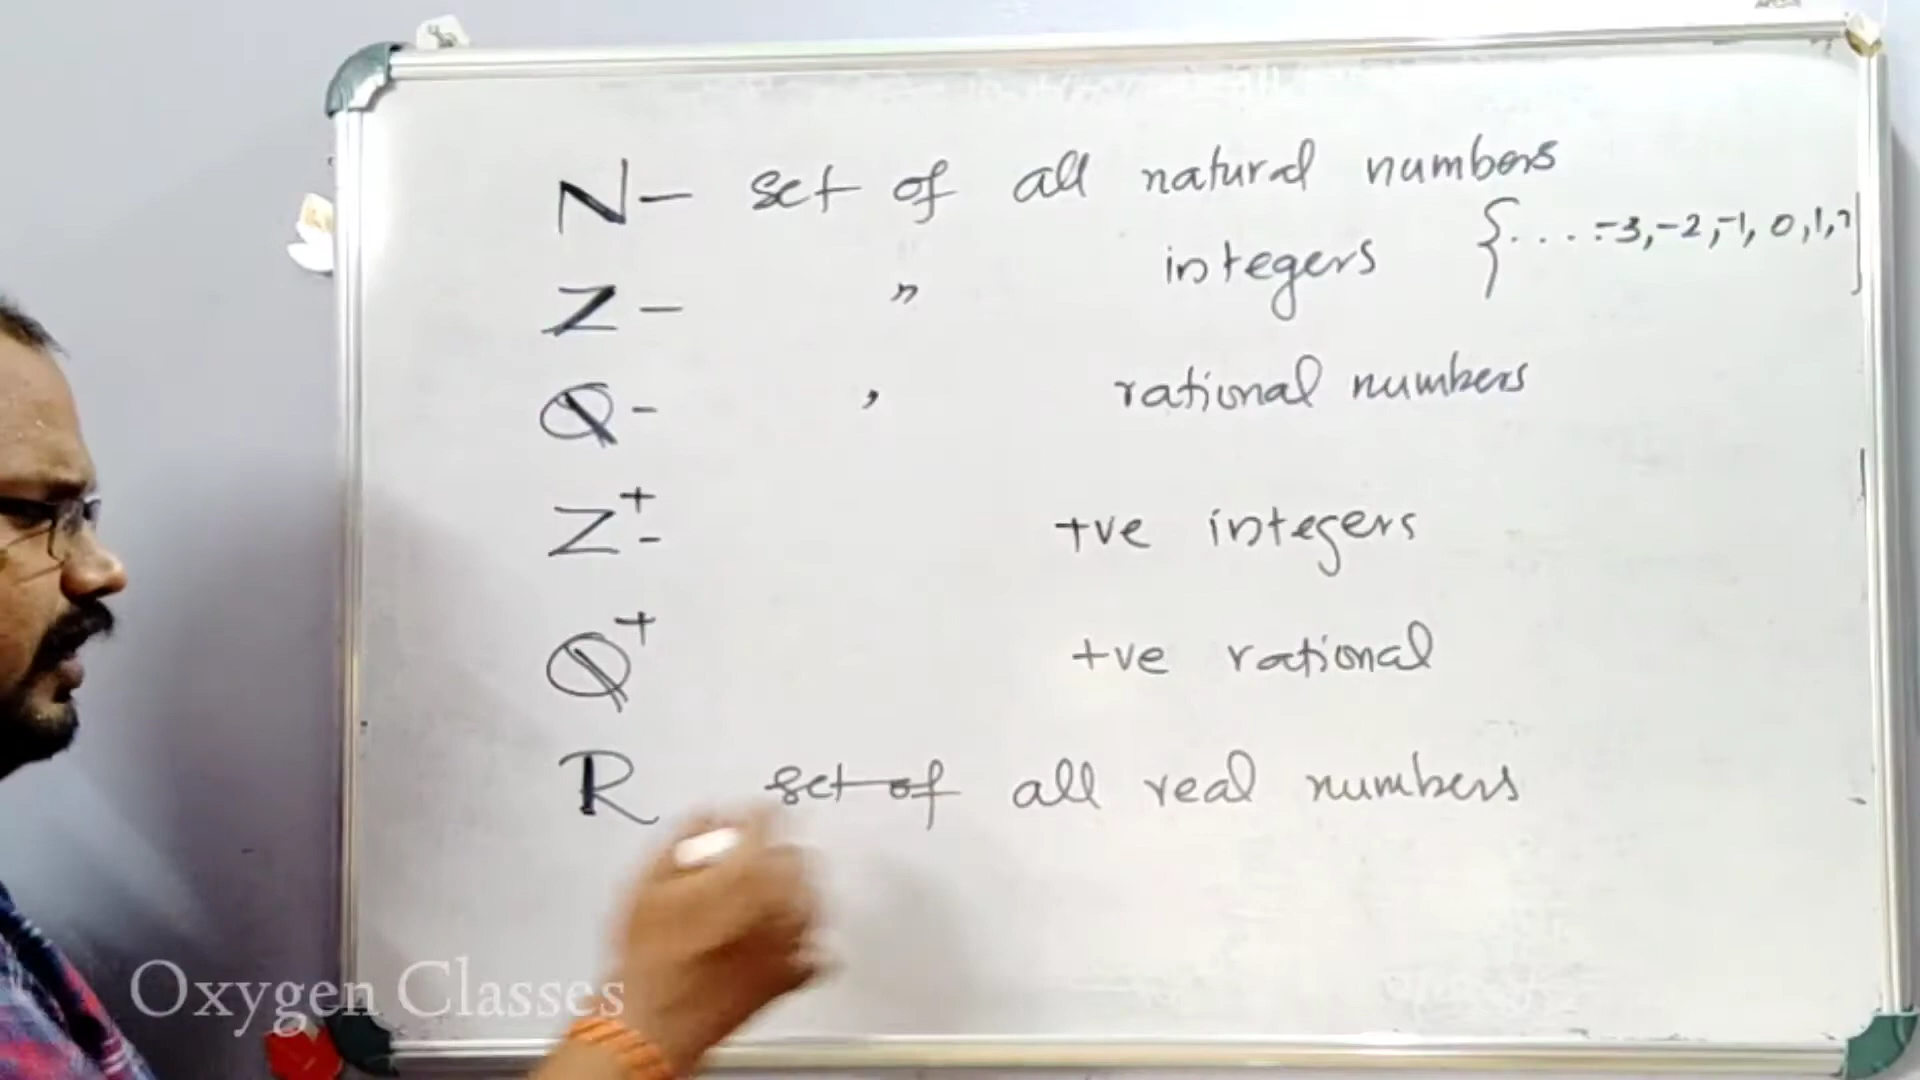 N - set of all natural numbers
Z - " integers {....-3,-2,-1, 0,1,
Q - , rational numbers
Z+ - +ve integers
Q+ +ve rational
R set of all real numbers
Oxygen Classes